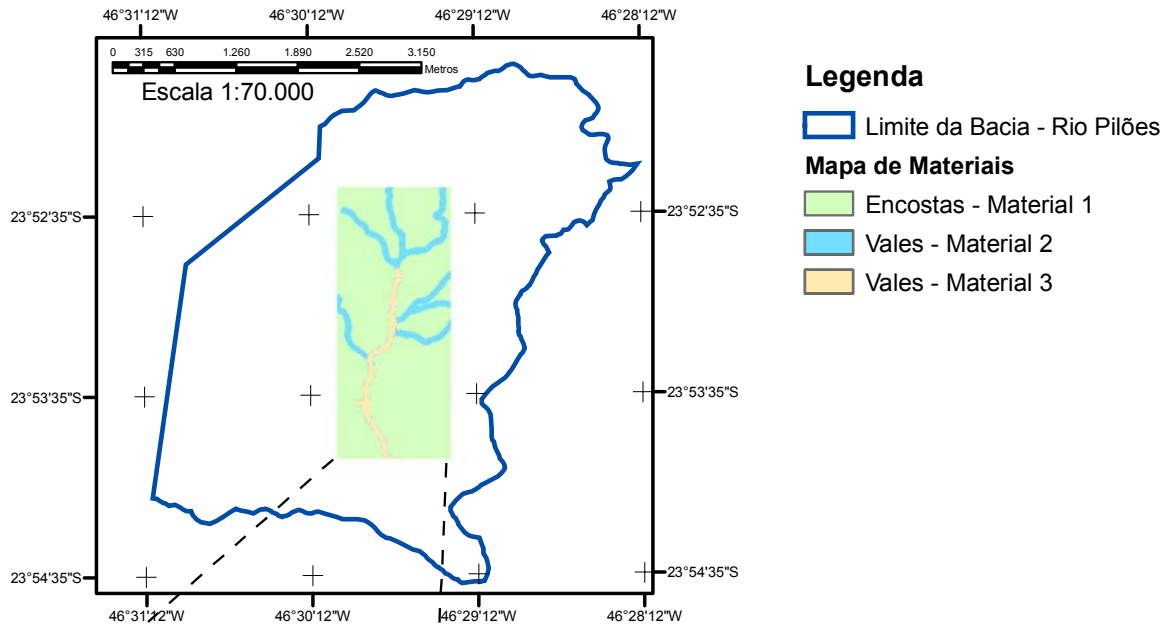 46°31'12"W 46°30'12"W 46°29'12"W 46°28'12"W
0 315 630 1.260 1.890 2.520 3.150
Metros
Escala 1:70.000
23°52'35"S 23°52'35"S
23°53'35"S 23°53'35"S
23°54'35"S 23°54'35"S
46°31'12"W 46°30'12"W 46°29'12"W 46°28'12"W
Legenda
Limite da Bacia - Rio Pilões
Mapa de Materiais
Encostas - Material 1
Vales - Material 2
Vales - Material 3